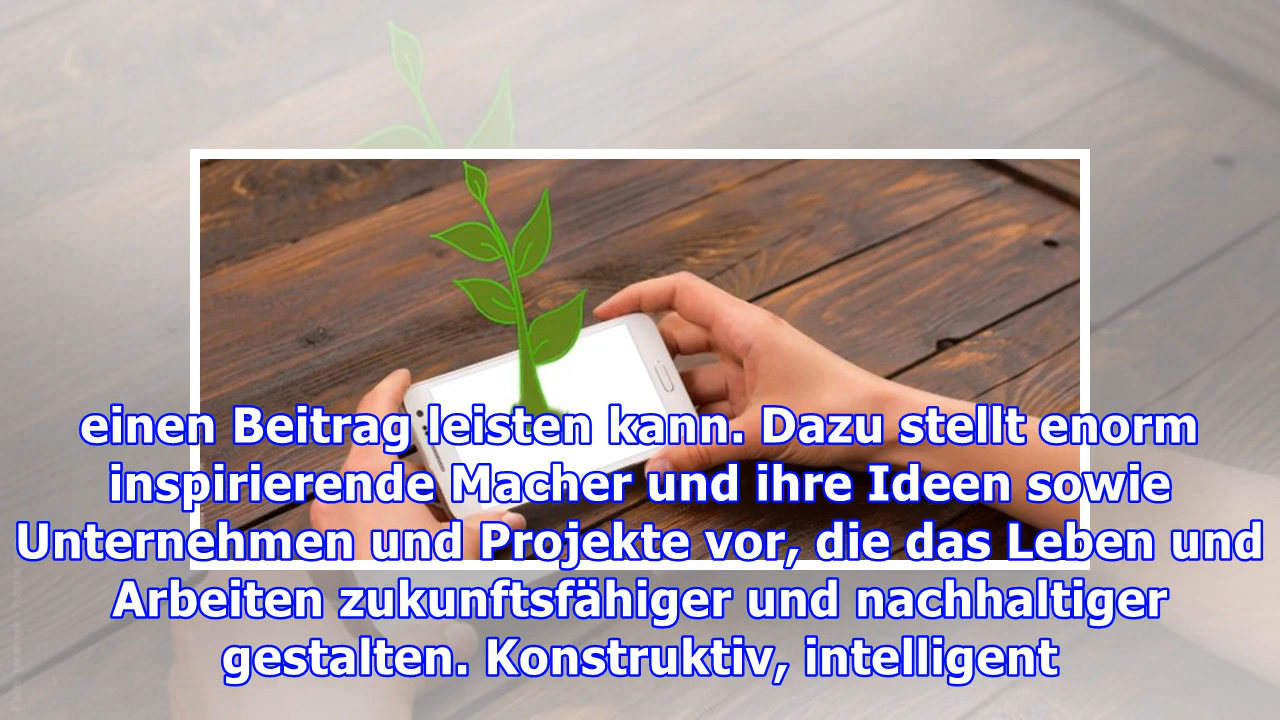 einen Beitrag leisten kann. Dazu stellt enorm
inspirierende Macher und ihre Ideen sowie
Unternehmen und Projekte vor, die das Leben und
Arbeiten zukunftsfähiger und nachhaltiger
gestalten. Konstruktiv, intelligent